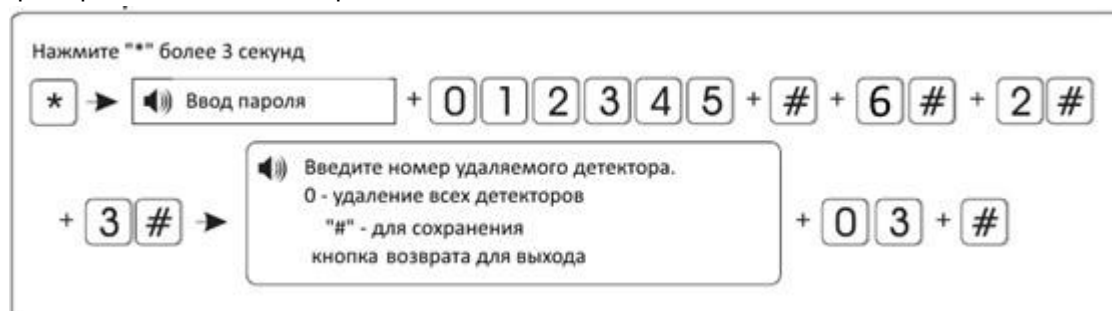 Нажмите "*" более 3 секунд
* Ввод пароля + 0 1 2 3 4 5 + # + 6 # + 2 #
+ 3 #
Введите номер удаляемого детектора.
0 - удаление всех детекторов
"#" - для сохранения
кнопка возврата для выхода
+ 0 3 + #